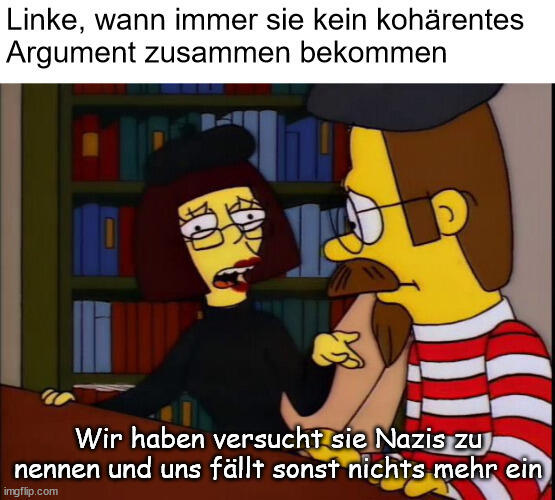 Linke, wann immer sie kein kohärentes
Argument zusammen bekommen
Wir haben versucht sie Nazis zu
nennen und uns fällt sonst nichts mehr ein
imgflip.com